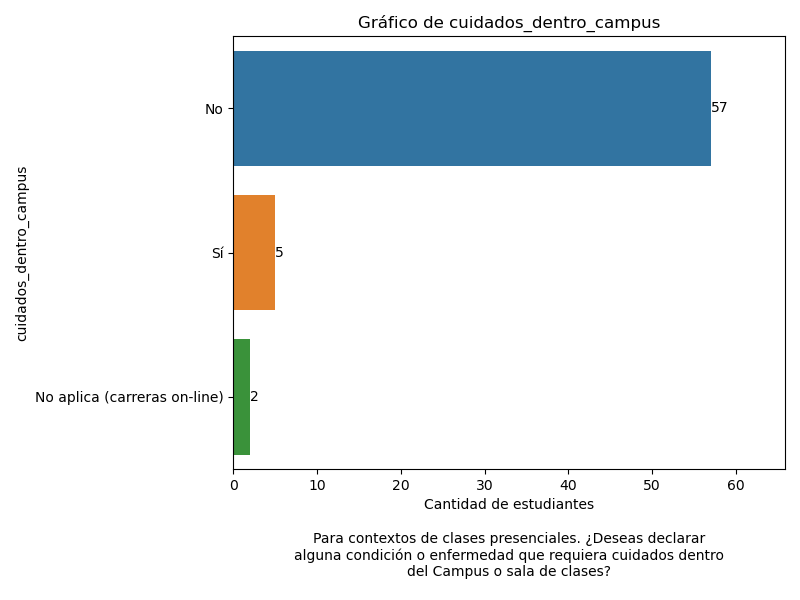 Gráfico de cuidados_dentro_campus
cuidados_dentro_campus
No
57
Sí
5
No aplica (carreras on-line)
2
0 10 20 30 40 50 60
Cantidad de estudiantes
Para contextos de clases presenciales. ¿Deseas declarar
alguna condición o enfermedad que requiera cuidados dentro
del Campus o sala de clases?